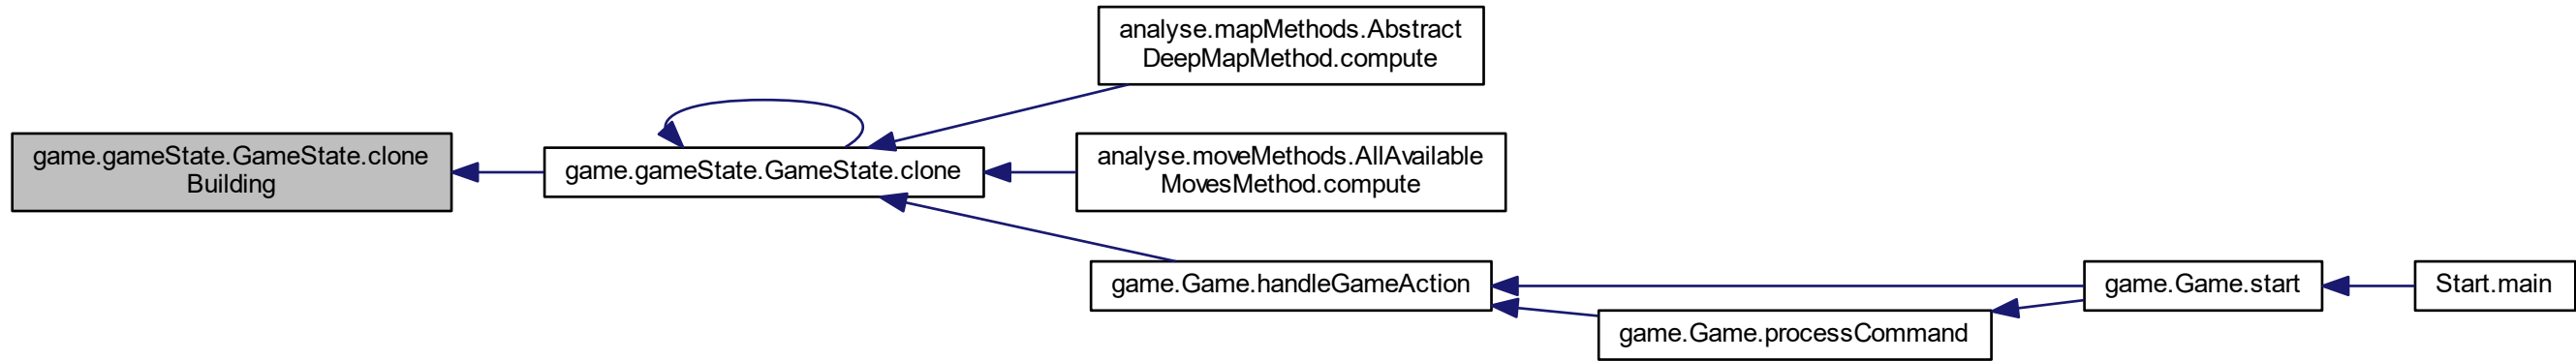 analyse.mapMethods.Abstract
DeepMapMethod.compute
game.gameState.GameState.clone
Building
game.gameState.GameState.clone
analyse.moveMethods.AllAvailable
MovesMethod.compute
game.Game.handleGameAction
game.Game.start
Start.main
game.Game.processCommand